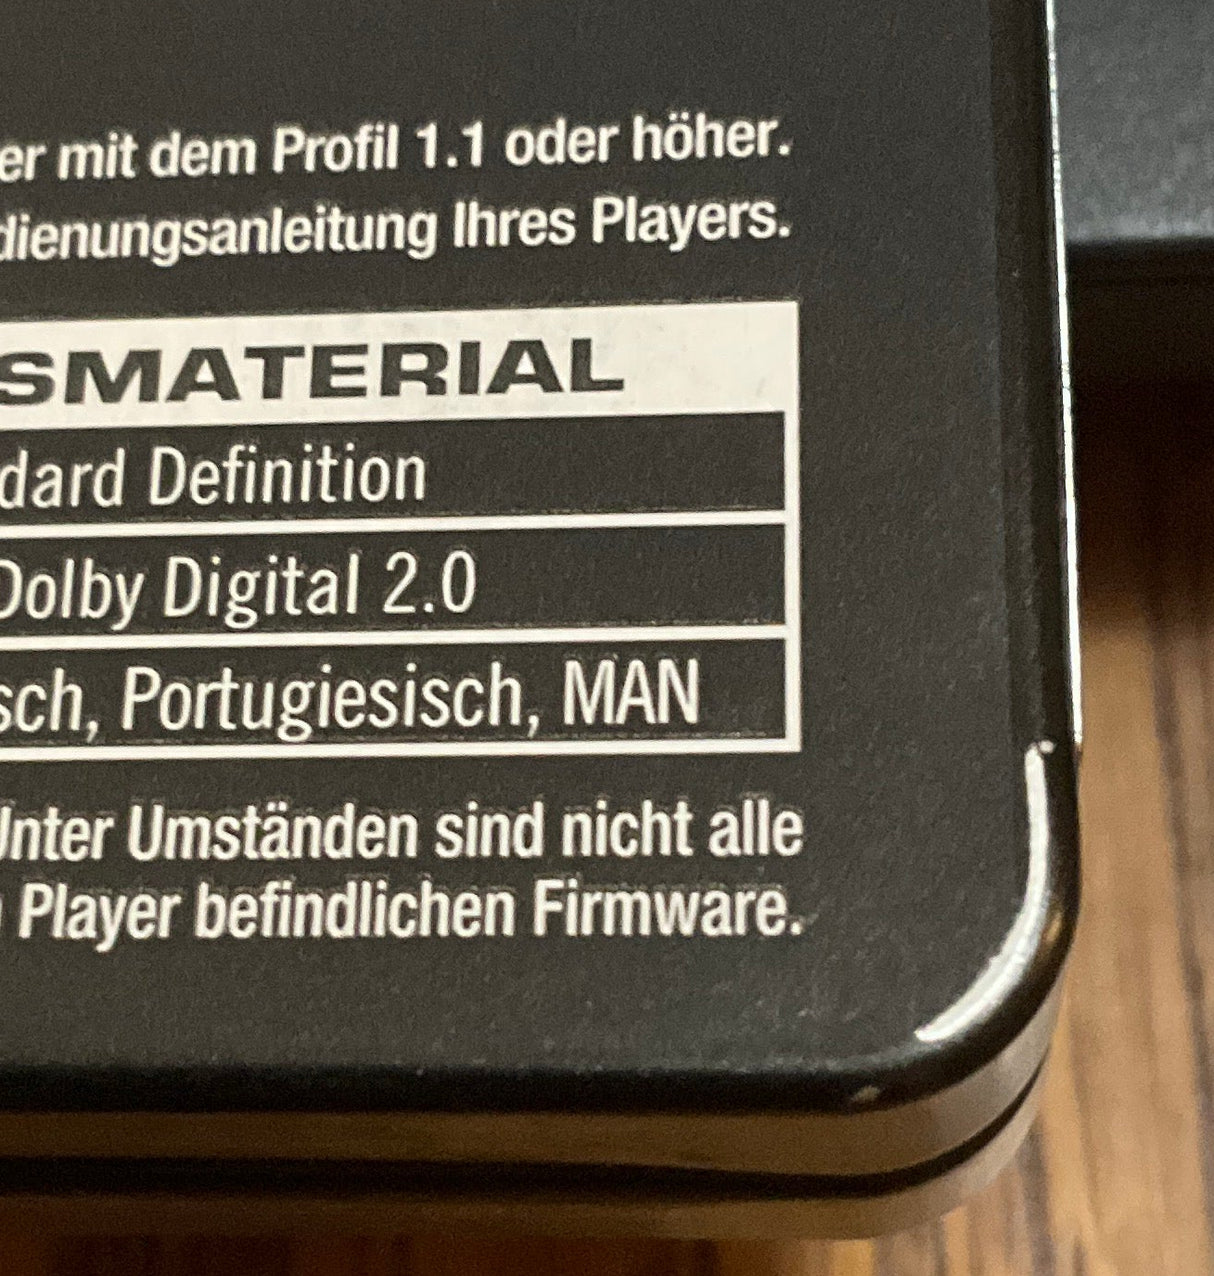 er mit dem Profil 1.1 oder höher.
dienungsanleitung Ihres Players.
SMATERIAL
dard Definition
Dolby Digital 2.0
sch, Portugiesisch, MAN
Unter Umständen sind nicht alle
Player befindlichen Firmware.